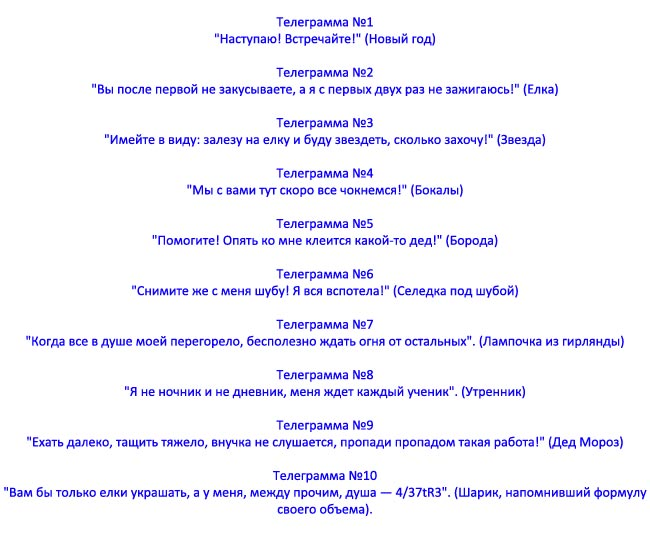 Телеграмма №1
"Наступаю! Встречайте!" (Новый год)
Телеграмма №2
"Вы после первой не закусываете, а я с первых двух раз не зажигаюсь!" (Елка)
Телеграмма №3
"Имейте в виду: залезу на елку и буду звездеть, сколько захочу!" (Звезда)
Телеграмма №4
"Мы с вами тут скоро все чокнемся!" (Бокалы)
Телеграмма №5
"Помогите! Опять ко мне клеится какой-то дед!" (Борода)
Телеграмма №6
"Снимите же с меня шубу! Я вся вспотела!" (Селедка под шубой)
Телеграмма №7
"Когда все в душе моей перегорело, бесполезно ждать огня от остальных". (Лампочка из гирлянды)
Телеграмма №8
"Я не ночник и не дневник, меня ждет каждый ученик". (Утренник)
Телеграмма №9
"Ехать далеко, тащить тяжело, внучка не слушается, пропади пропадом такая работа!" (Дед Мороз)
Телеграмма №10
"Вам бы только елки украшать, а у меня, между прочим, душа — 4/37tR3". (Шарик, напомнивший формулу
своего объема).